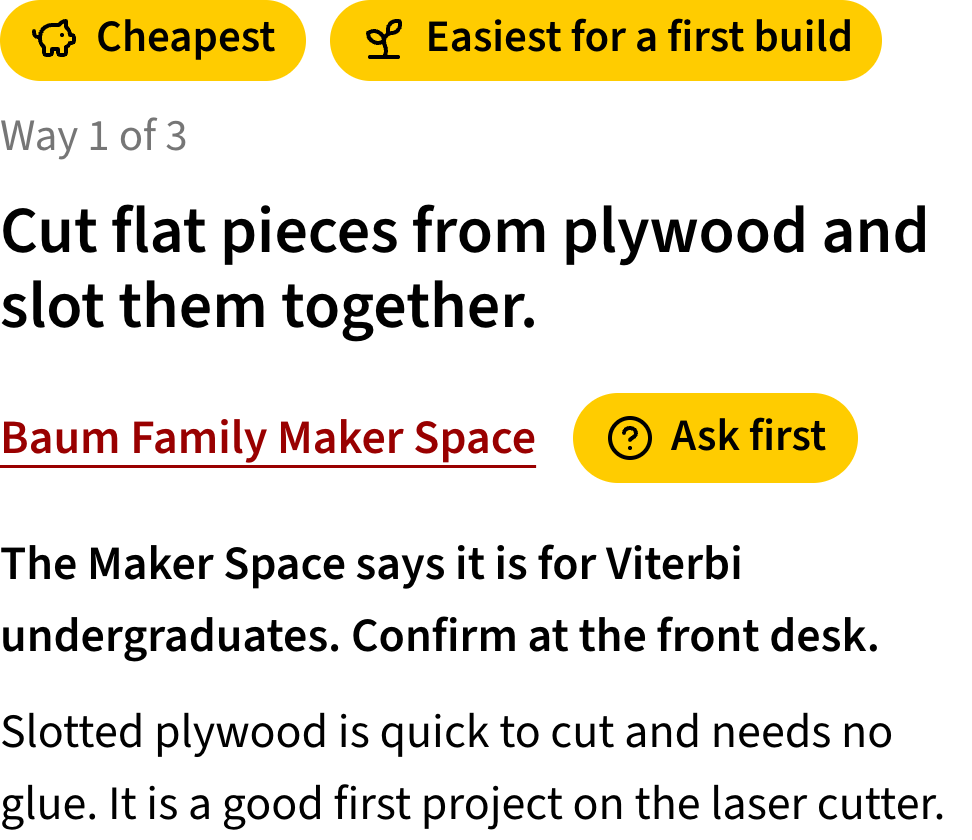 Cheapest
Easiest for a first build
Way 1 of 3
Cut flat pieces from plywood and
slot them together.
Baum Family Maker Space
Ask first
The Maker Space says it is for Viterbi
undergraduates. Confirm at the front desk.
Slotted plywood is quick to cut and needs no
glue. It is a good first project on the laser cutter.